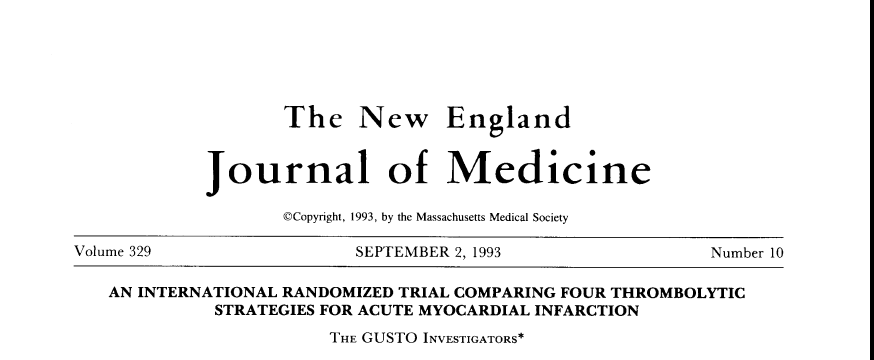 The New England
Journal of Medicine
©Copyright, 1993, by the Massachusetts Medical Society
Volume 329 SEPTEMBER 2, 1993 Number 10
AN INTERNATIONAL RANDOMIZED TRIAL COMPARING FOUR THROMBOLYTIC
STRATEGIES FOR ACUTE MYOCARDIAL INFARCTION
THE GUSTO INVESTIGATORS*